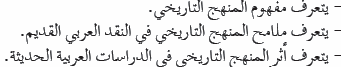 - يتعرف مفهوم المنهج التاريخي.
- يتعرف ملامح المنهج التاريخي في النقد العربي القديم.
- يتعرف أثر المنهج التاريخي في الدراسات العربية الحديثة.